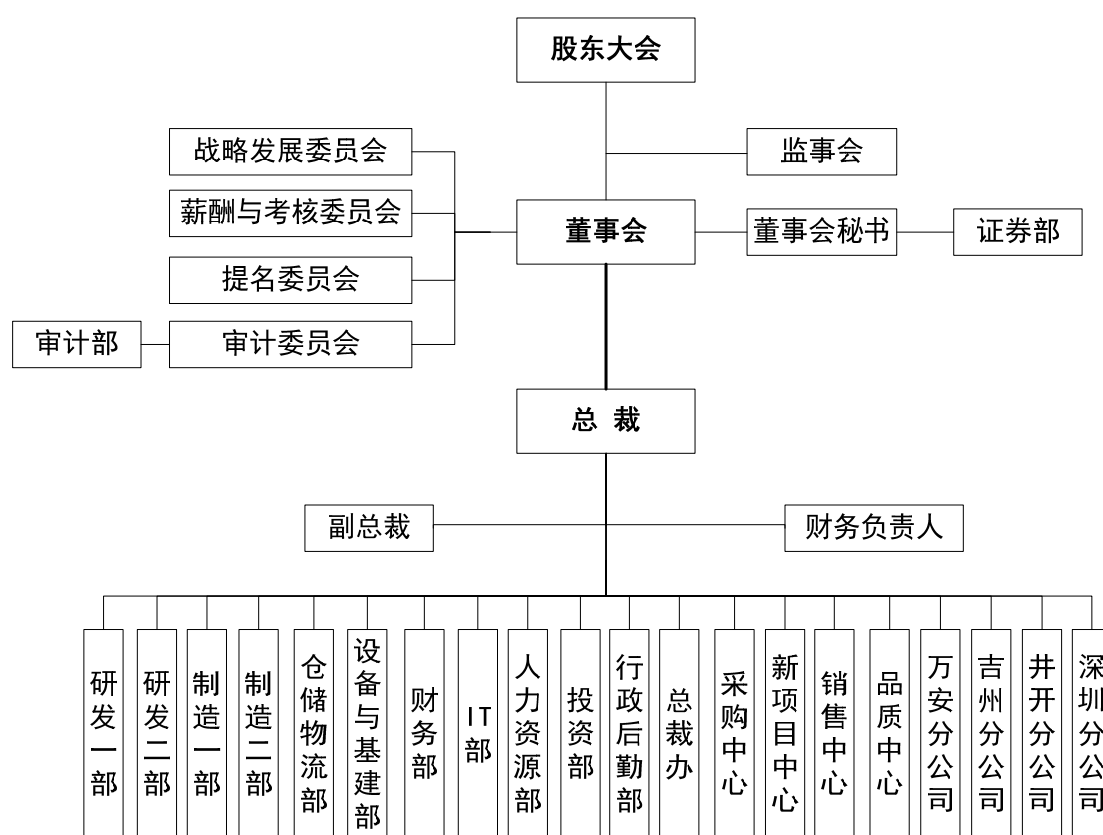 股东大会
战略发展委员会
监事会
薪酬与考核委员会
董事会
董事会秘书
证券部
提名委员会
审计部
审计委员会
总 裁
副总裁
财务负责人
研发一部
研发二部
制造一部
制造二部
仓储物流部
设备与基建部
财务部
IT部
人力资源部
投资部
行政后勤部
总裁办
采购中心
新项目中心
销售中心
品质中心
万安分公司
吉州分公司
井开分公司
深圳分公司